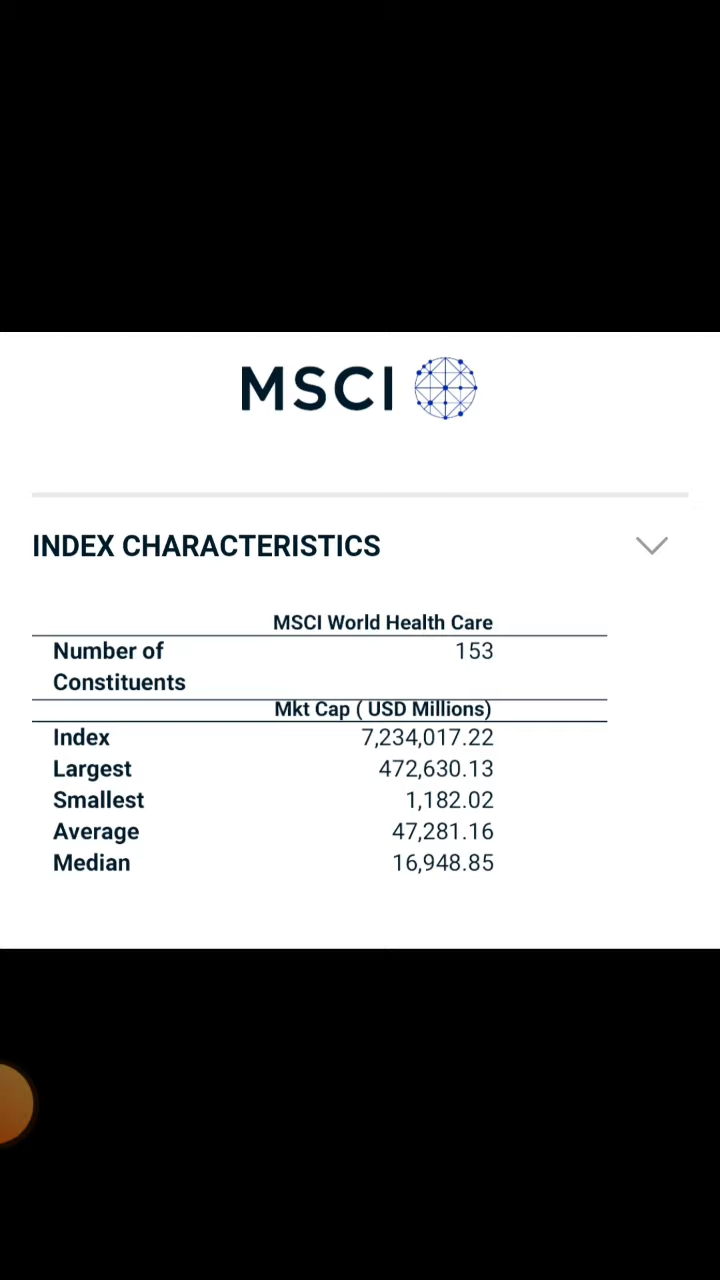 MSCI
INDEX CHARACTERISTICS
MSCI World Health Care
Number of 153
Constituents
Mkt Cap ( USD Millions)
Index 7,234,017.22
Largest 472,630.13
Smallest 1,182.02
Average 47,281.16
Median 16,948.85